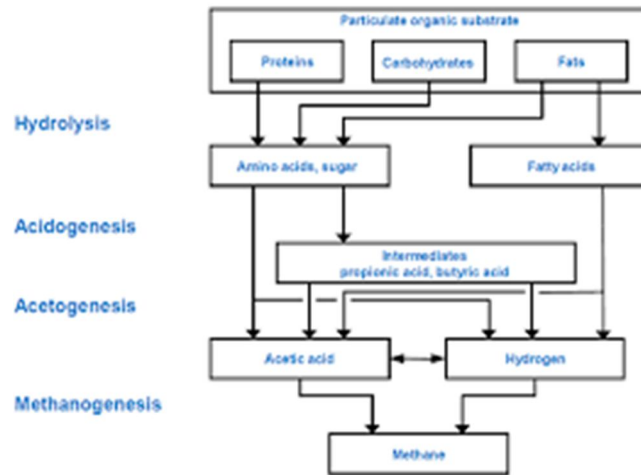 Particulate organic substrate
Proteins
Carbohydrates
Fats
Hydrolysis
Amino acids, sugar
Fatty acids
Acidogenesis
Intermediates
propionic acid, butyric acid
Acetogenesis
Acetic acid
Hydrogen
Methanogenesis
Methane